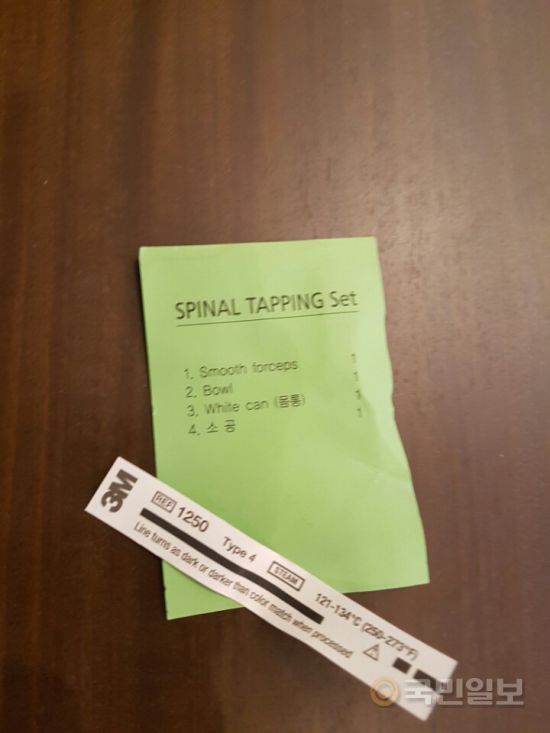 SPINAL TAPPING Set
1. Smooth forceps 1
2. Bowl 1
3. White can (몸통) 1
4. 소 공 1
3M REF 1250 Type 4 STEAM 121-134°C (250-273°F)
Line turns as dark or darker than color match when processed
국민일보